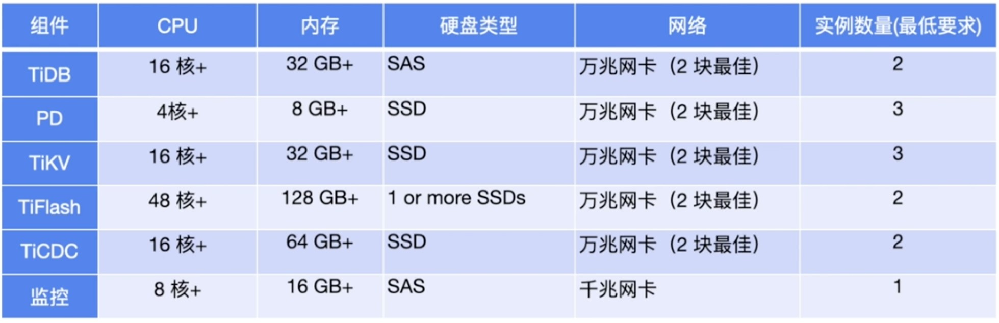 组件 CPU 内存 硬盘类型 网络 实例数量(最低要求)
TiDB 16 核+ 32 GB+ SAS 万兆网卡（2 块最佳） 2
PD 4核+ 8 GB+ SSD 万兆网卡（2 块最佳） 3
TiKV 16 核+ 32 GB+ SSD 万兆网卡（2 块最佳） 3
TiFlash 48 核+ 128 GB+ 1 or more SSDs 万兆网卡（2 块最佳） 2
TiCDC 16 核+ 64 GB+ SSD 万兆网卡（2 块最佳） 2
监控 8 核+ 16 GB+ SAS 千兆网卡 1